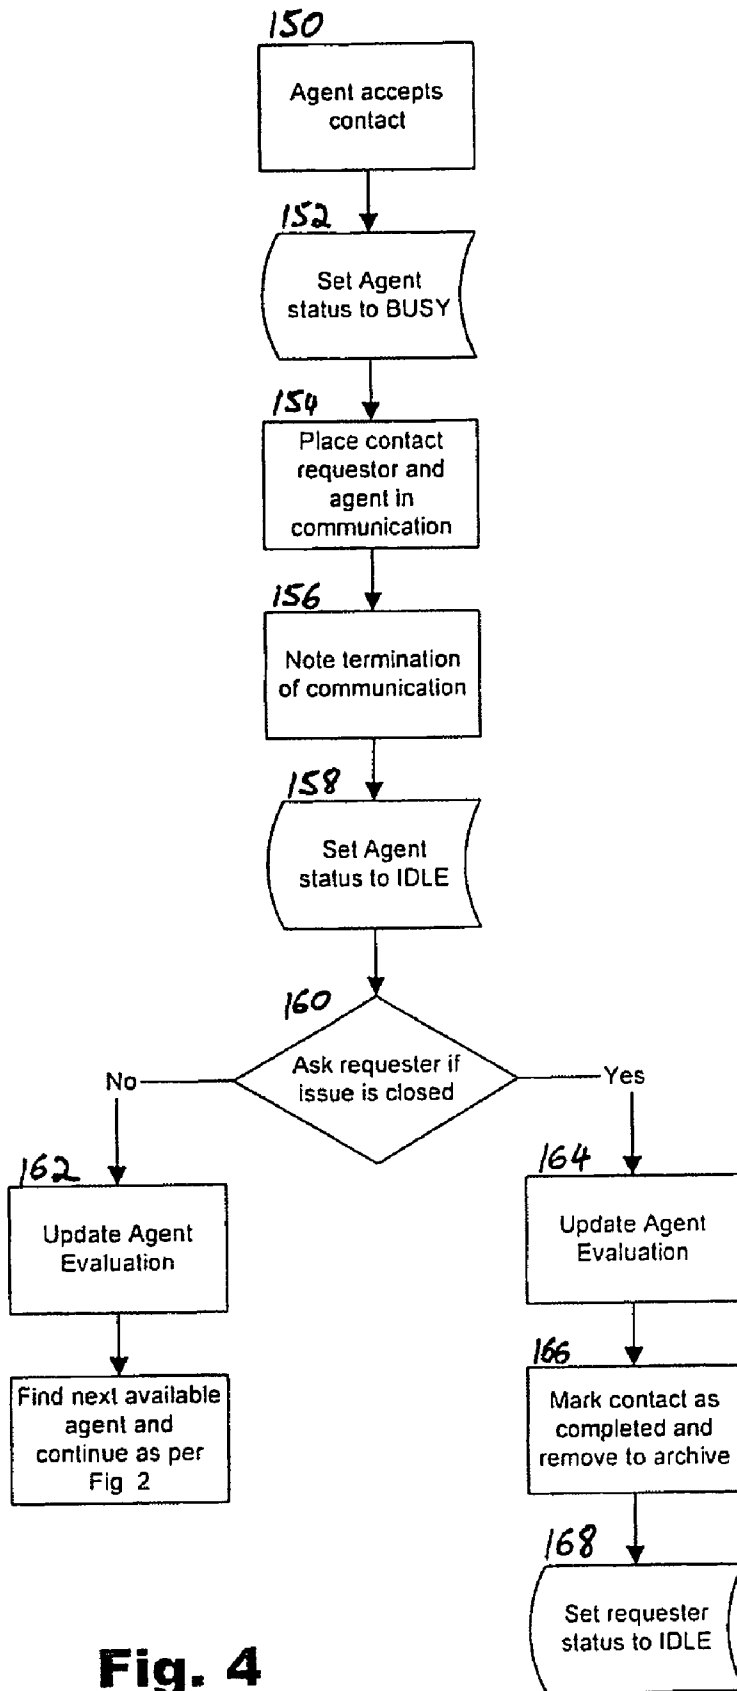 150
Agent accepts
contact
152
Set Agent
status to BUSY
154
Place contact
requestor and
agent in
communication
156
Note termination
of communication
158
Set Agent
status to IDLE
160
Ask requester if
issue is closed
No
Yes
162
Update Agent
Evaluation
164
Update Agent
Evaluation
Find next available
agent and
continue as per
Fig 2
166
Mark contact as
completed and
remove to archive
168
Set requester
status to IDLE
Fig. 4